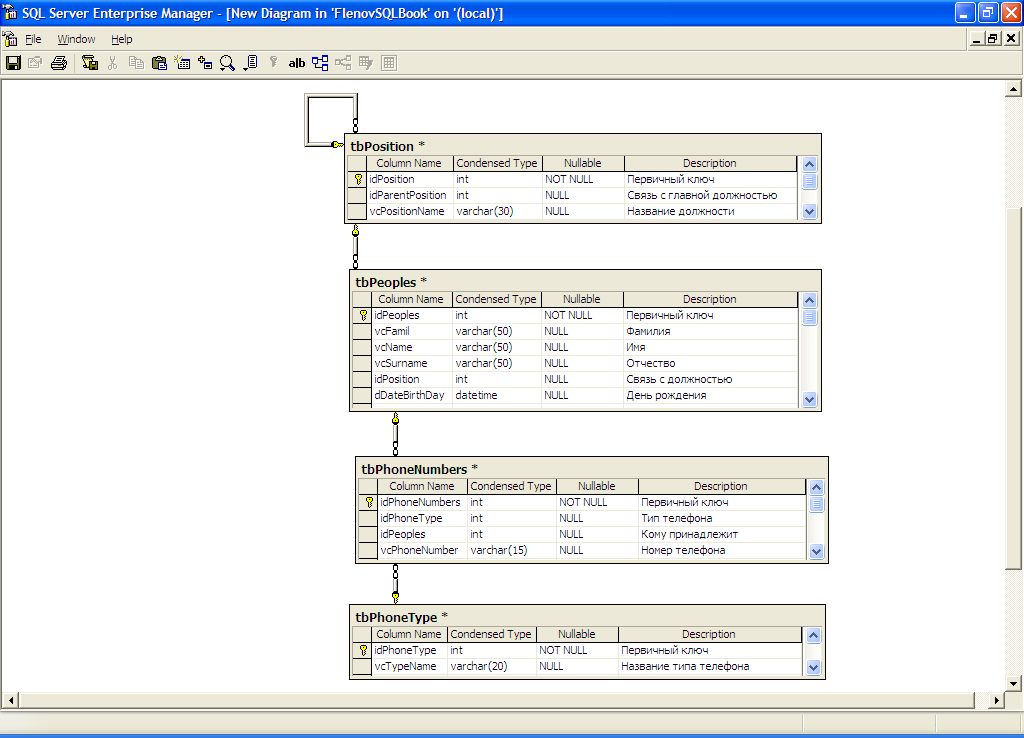 SQL Server Enterprise Manager - [New Diagram in 'FlenovSQLBook' on '(local)']
File Window Help
a|b
tbPosition *
Column Name Condensed Type Nullable Description
idPosition int NOT NULL Первичный ключ
idParentPosition int NULL Связь с главной должностью
vcPositionName varchar(30) NULL Название должности
tbPeoples *
Column Name Condensed Type Nullable Description
idPeoples int NOT NULL Первичный ключ
vcFamil varchar(50) NULL Фамилия
vcName varchar(50) NULL Имя
vcSurname varchar(50) NULL Отчество
idPosition int NULL Связь с должностью
dDateBirthDay datetime NULL День рождения
tbPhoneNumbers *
Column Name Condensed Type Nullable Description
idPhoneNumbers int NOT NULL Первичный ключ
idPhoneType int NULL Тип телефона
idPeoples int NULL Кому принадлежит
vcPhoneNumber varchar(15) NULL Номер телефона
tbPhoneType *
Column Name Condensed Type Nullable Description
idPhoneType int NOT NULL Первичный ключ
vcTypeName varchar(20) NULL Название типа телефона